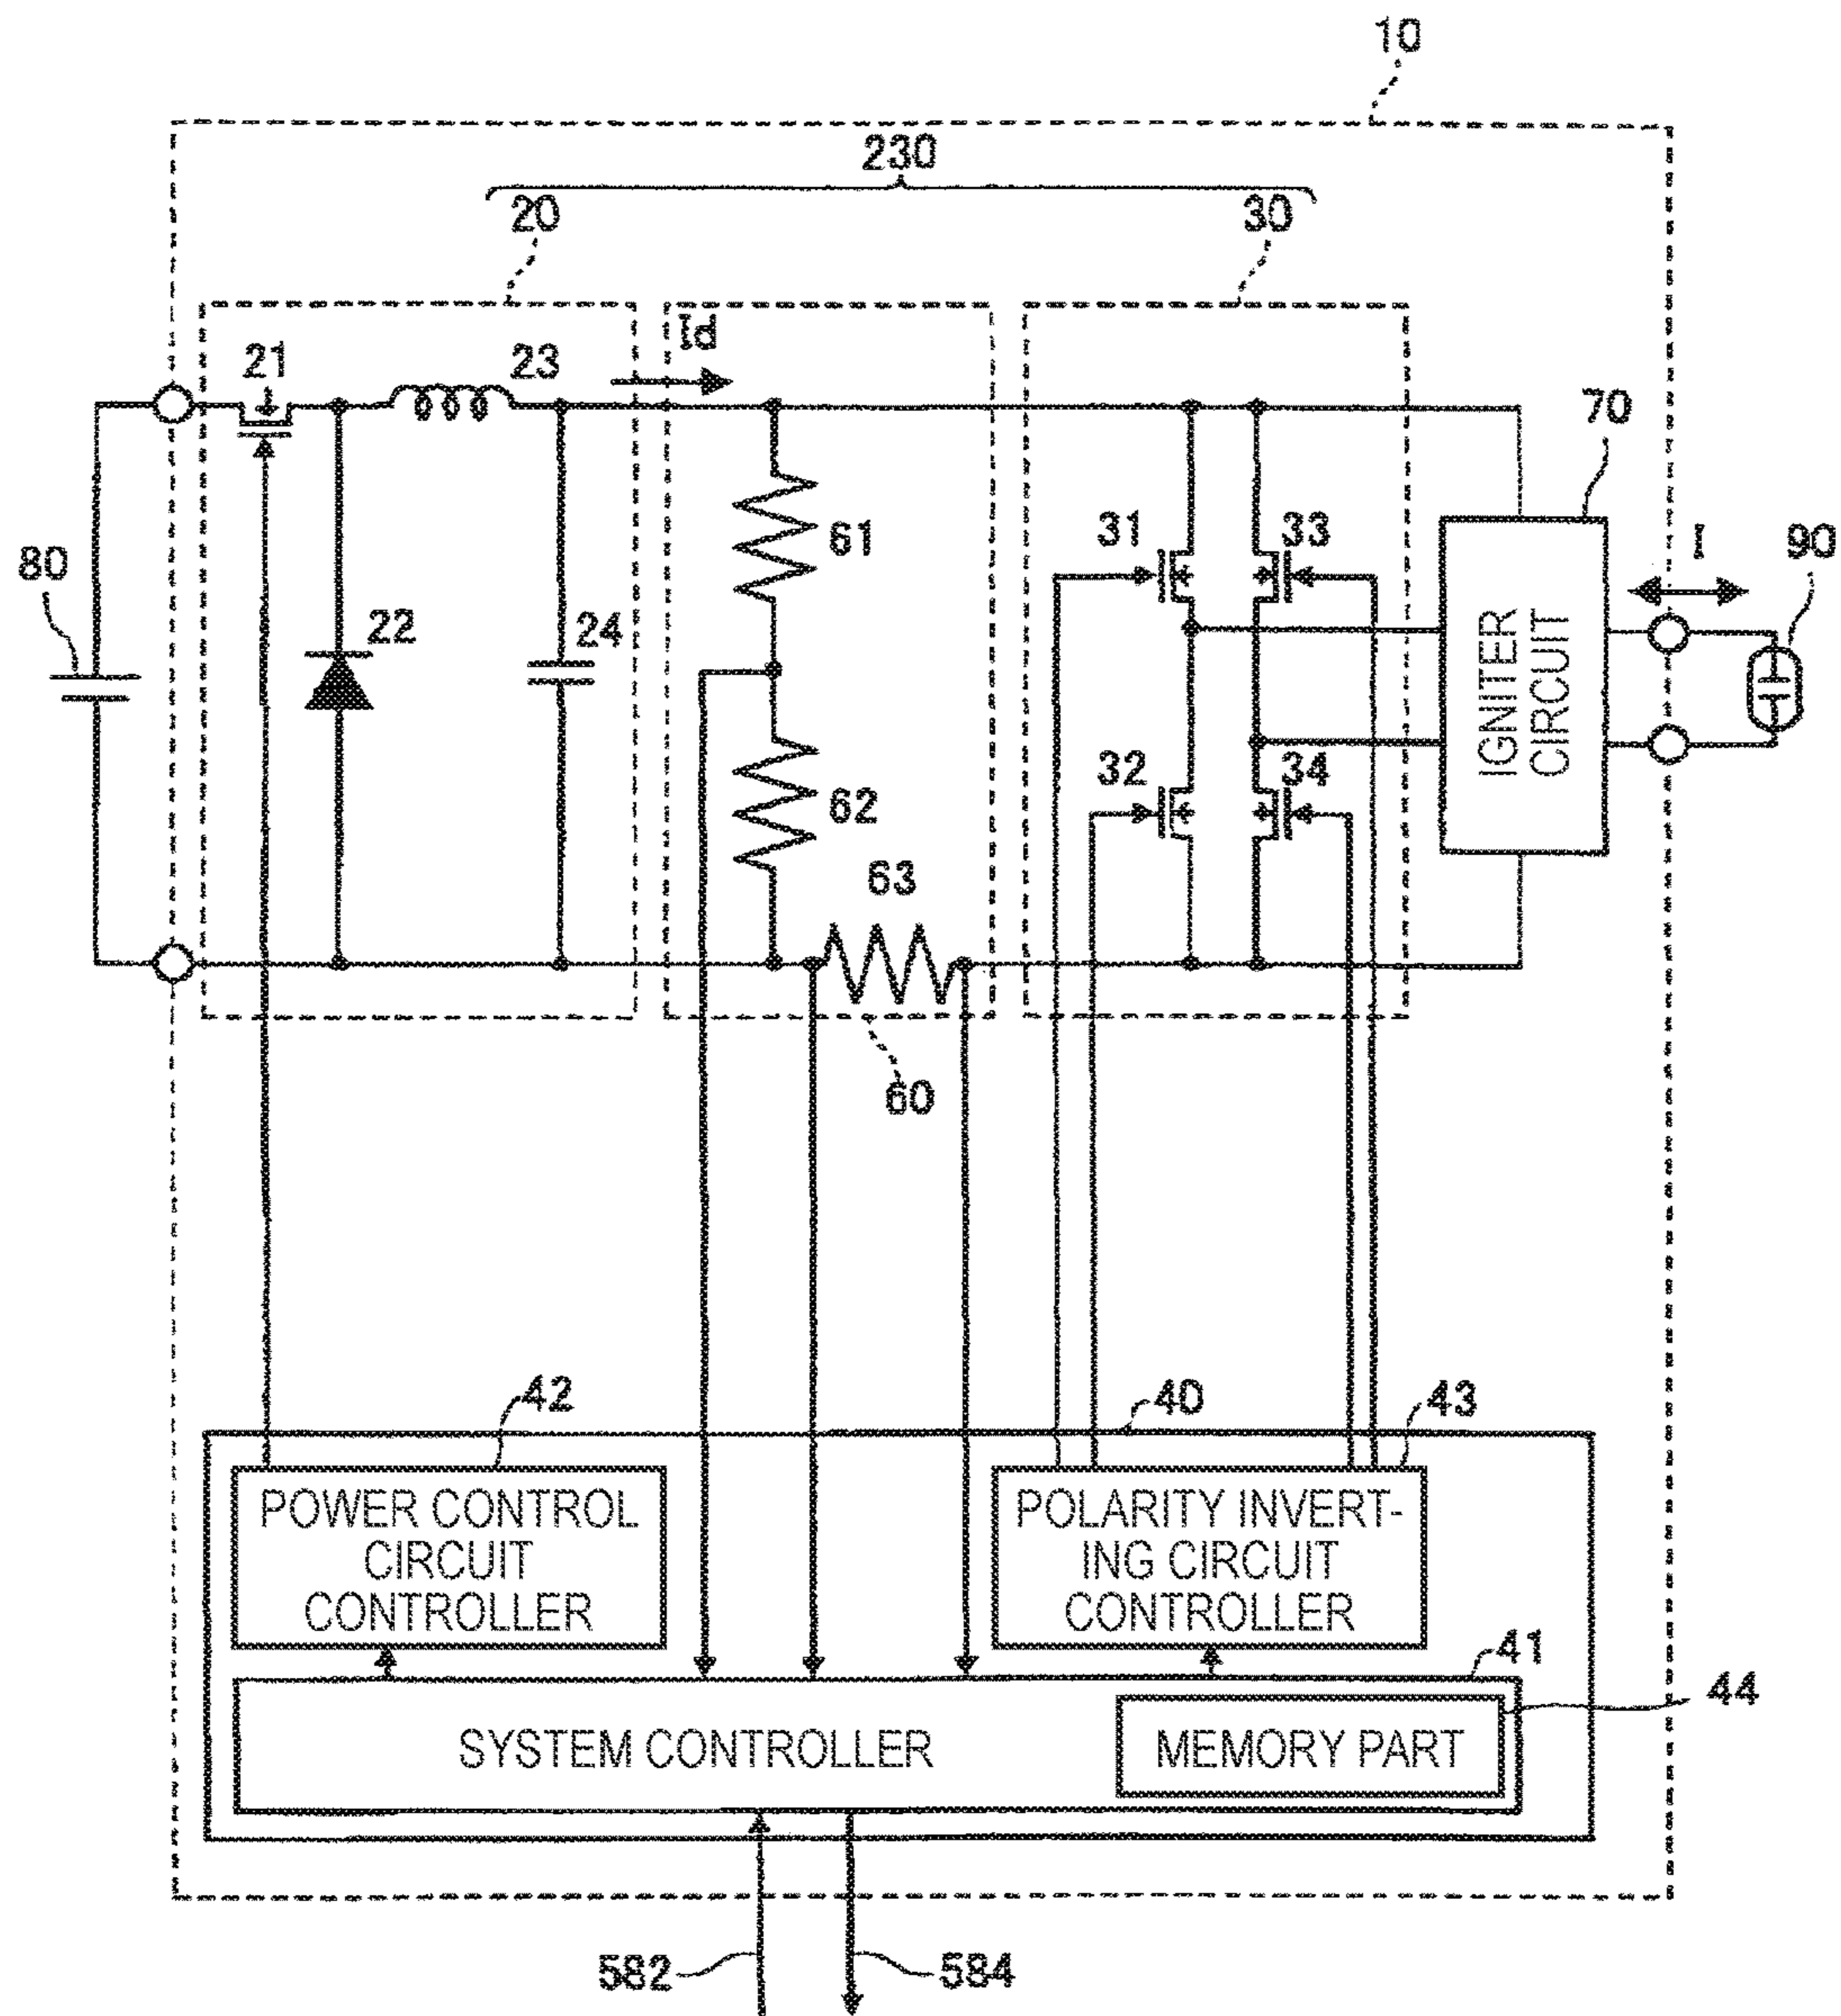 10
230
20
30
21
23
Id
70
61
31
33
I
90
80
22
24
IGNITER
CIRCUIT
62
32
34
63
60
42
40
43
POWER CONTROL
CIRCUIT
CONTROLLER
POLARITY INVERT-
ING CIRCUIT
CONTROLLER
41
44
SYSTEM CONTROLLER
MEMORY PART
582
584